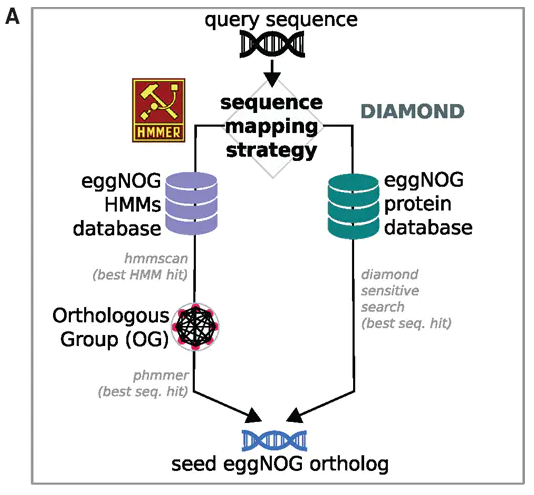 A
query sequence
HMMER
sequence
mapping
strategy
DIAMOND
eggNOG
HMMs
database
eggNOG
protein
database
hmmscan
(best HMM hit)
diamond
sensitive
search
(best seq. hit)
Orthologous
Group (OG)
phmmer
(best seq. hit)
seed eggNOG ortholog